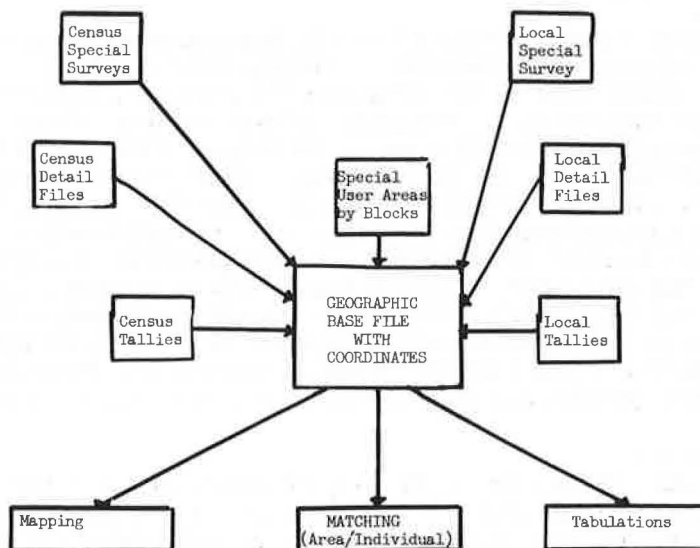 Census
Special
Surveys
Local
Special
Survey
Census
Detail
Files
Special
User Areas
by Blocks
Local
Detail
Files
Census
Tallies
GEOGRAPHIC
BASE FILE
WITH
COORDINATES
Local
Tallies
Mapping
MATCHING
(Area/Individual)
Tabulations